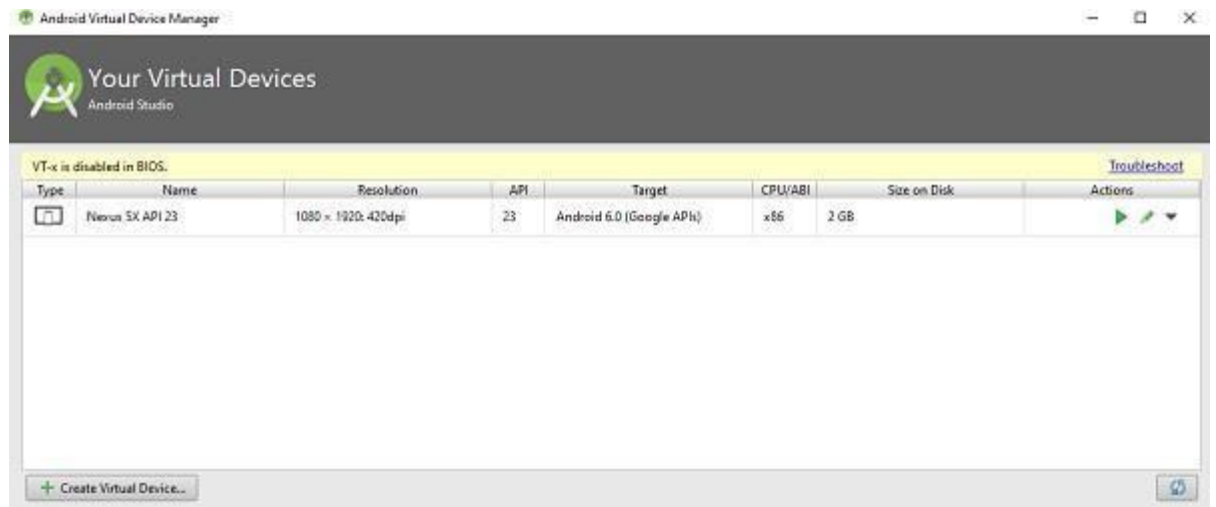 Android Virtual Device Manager
Your Virtual Devices
Android Studio
VT-x is disabled in BIOS. Troubleshoot
Type Name Resolution API Target CPU/ABI Size on Disk Actions
Nexus 5X API 23 1080 × 1920: 420dpi 23 Android 6.0 (Google APIs) x86 2 GB
Create Virtual Device...